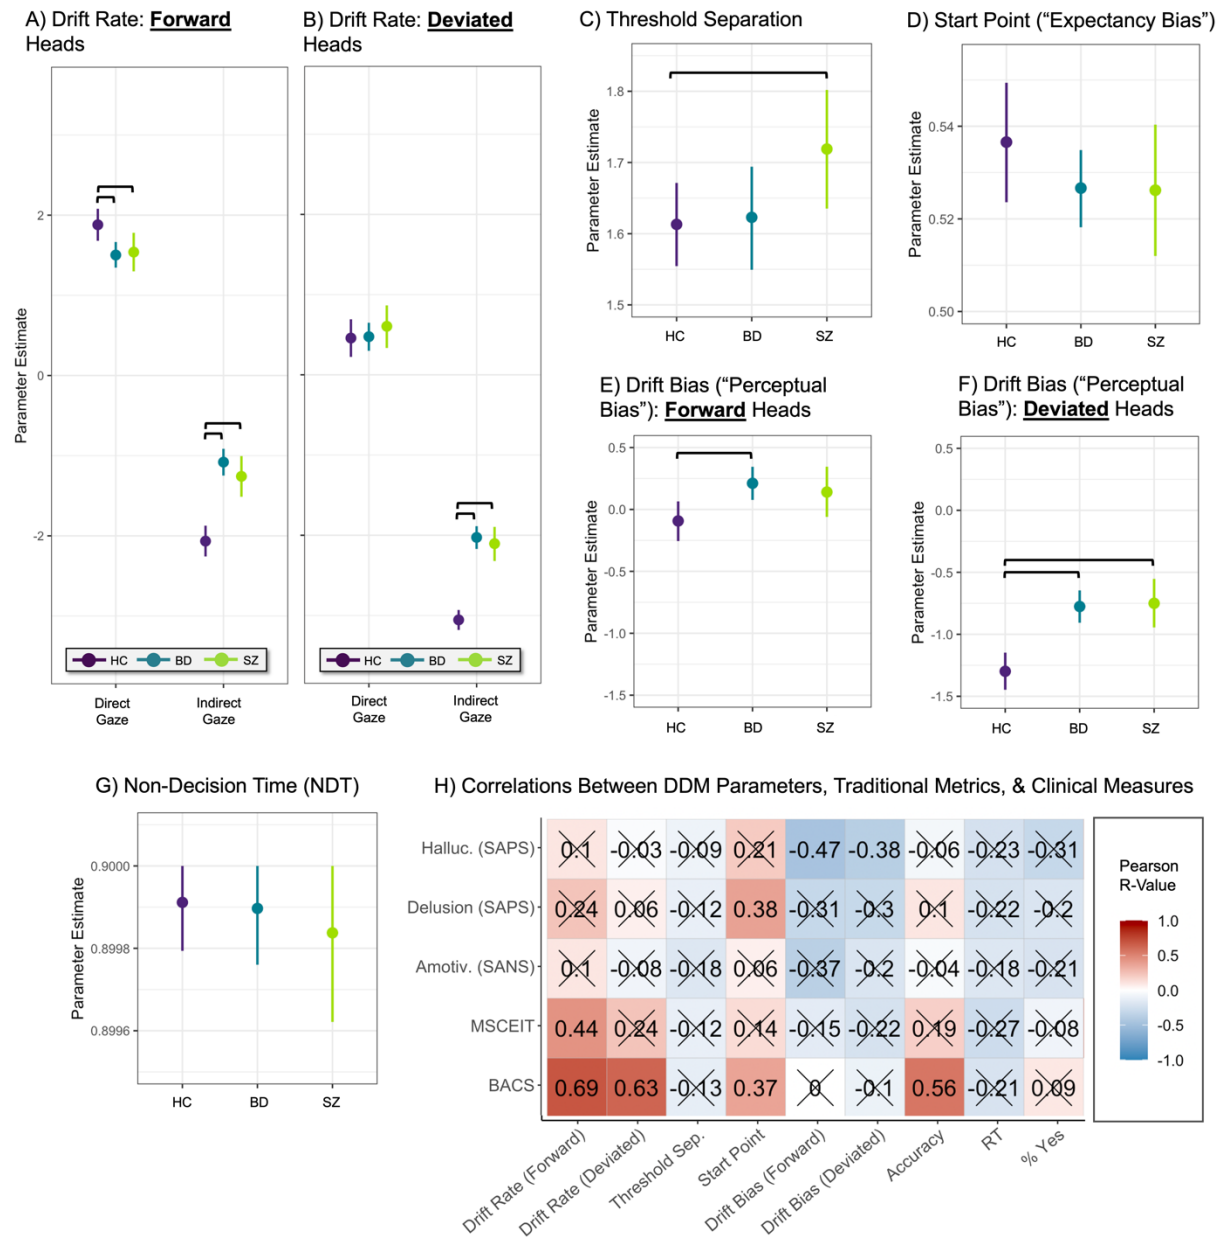 A) Drift Rate: Forward
Heads
B) Drift Rate: Deviated
Heads
Parameter Estimate
2
0
-2
HC BD SZ
HC BD SZ
Direct
Gaze
Indirect
Gaze
Direct
Gaze
Indirect
Gaze
C) Threshold Separation
Parameter Estimate
1.8
1.7
1.6
1.5
HC BD SZ
D) Start Point (“Expectancy Bias”)
Parameter Estimate
0.54
0.52
0.50
HC BD SZ
E) Drift Bias (“Perceptual
Bias”): Forward Heads
Parameter Estimate
0.5
0.0
-0.5
-1.0
-1.5
HC BD SZ
F) Drift Bias (“Perceptual
Bias”): Deviated Heads
Parameter Estimate
0.5
0.0
-0.5
-1.0
-1.5
HC BD SZ
G) Non-Decision Time (NDT)
Parameter Estimate
0.9000
0.8998
0.8996
HC BD SZ
H) Correlations Between DDM Parameters, Traditional Metrics, & Clinical Measures
Halluc. (SAPS) 0.1 -0.03 -0.09 0.21 -0.47 -0.38 -0.06 -0.23 -0.31
Delusion (SAPS) 0.24 0.06 -0.12 0.38 -0.31 -0.3 0.1 -0.22 -0.2
Amotiv. (SANS) 0.1 -0.08 -0.18 0.06 -0.37 -0.2 -0.04 -0.18 -0.21
MSCEIT 0.44 0.24 -0.12 0.14 -0.15 -0.22 0.19 -0.27 -0.08
BACS 0.69 0.63 -0.13 0.37 0 -0.1 0.56 -0.21 0.09
Drift Rate (Forward)
Drift Rate (Deviated)
Threshold Sep.
Start Point
Drift Bias (Forward)
Drift Bias (Deviated)
Accuracy
RT
% Yes
Pearson
R-Value
1.0
0.5
0.0
-0.5
-1.0